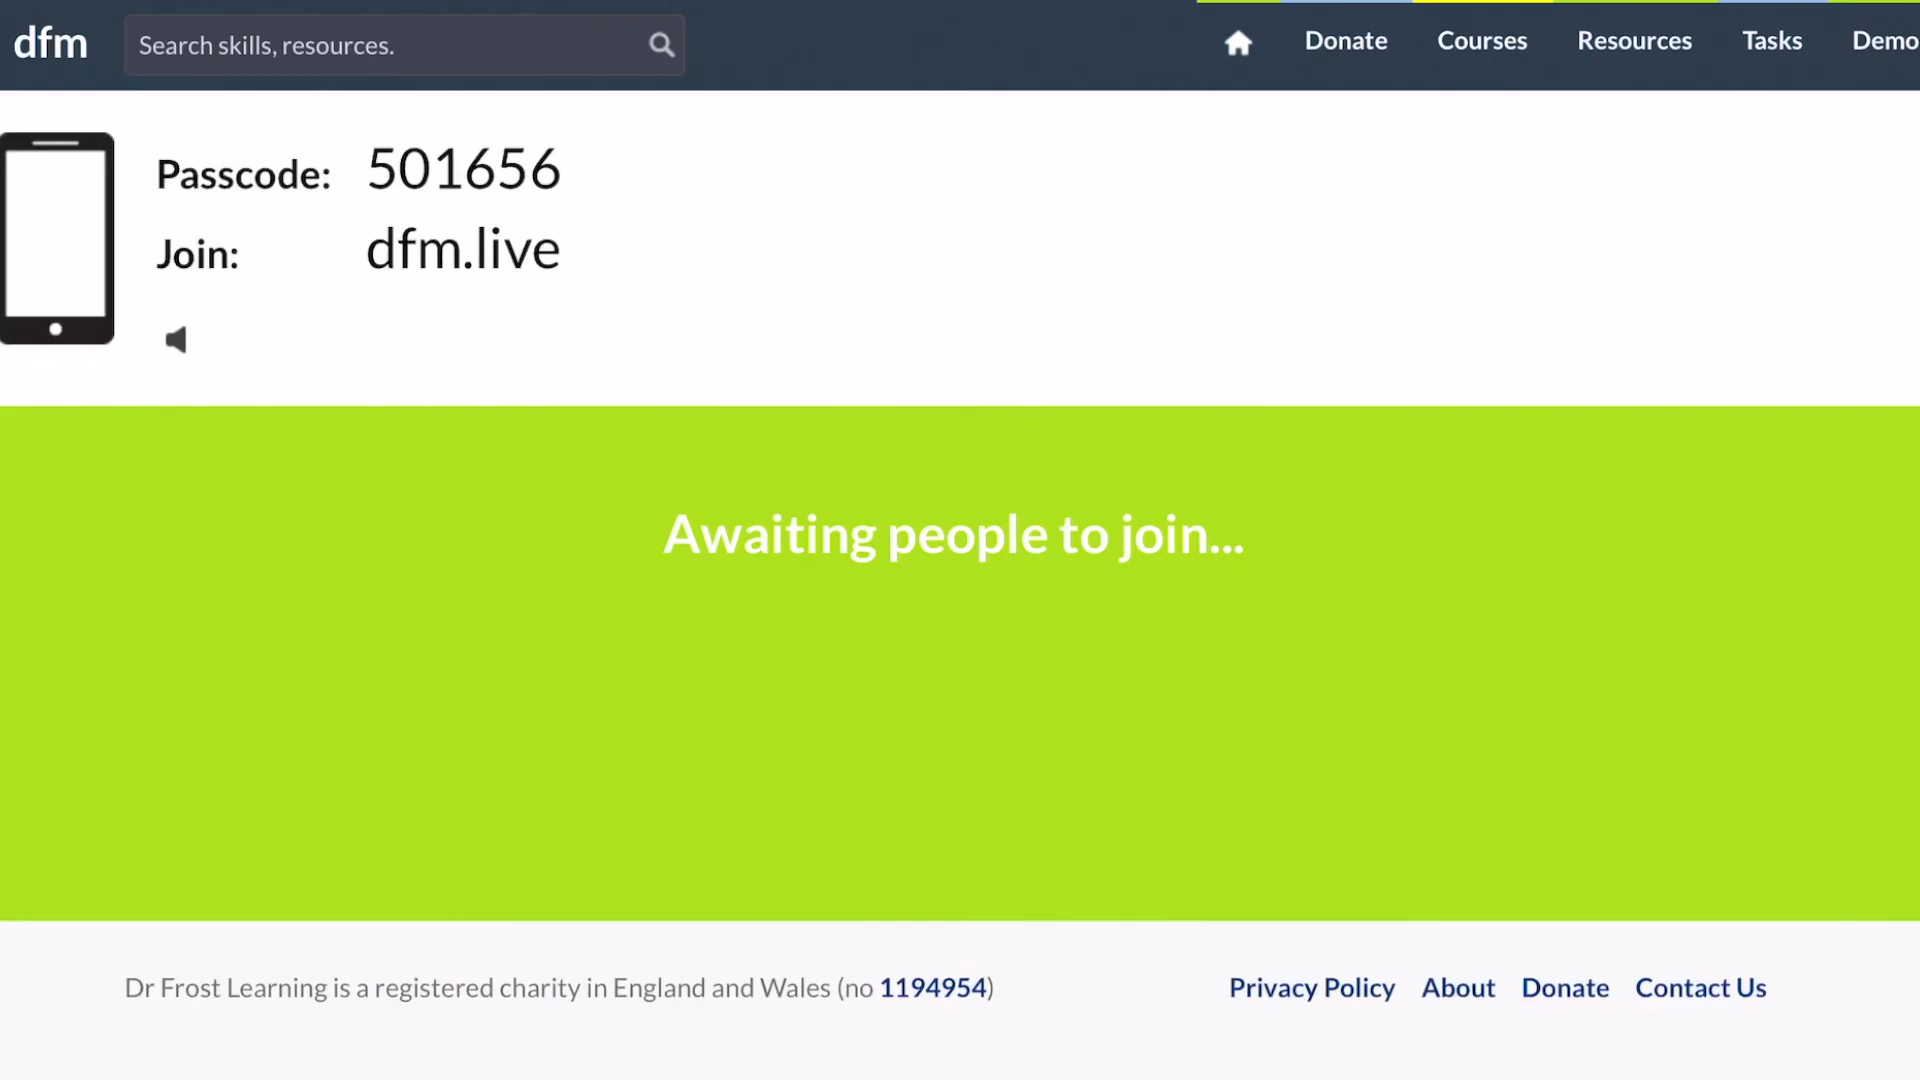 dfm
Search skills, resources.
Donate
Courses
Resources
Tasks
Demo
Passcode: 501656
Join: dfm.live
Awaiting people to join...
Dr Frost Learning is a registered charity in England and Wales (no 1194954)
Privacy Policy
About
Donate
Contact Us